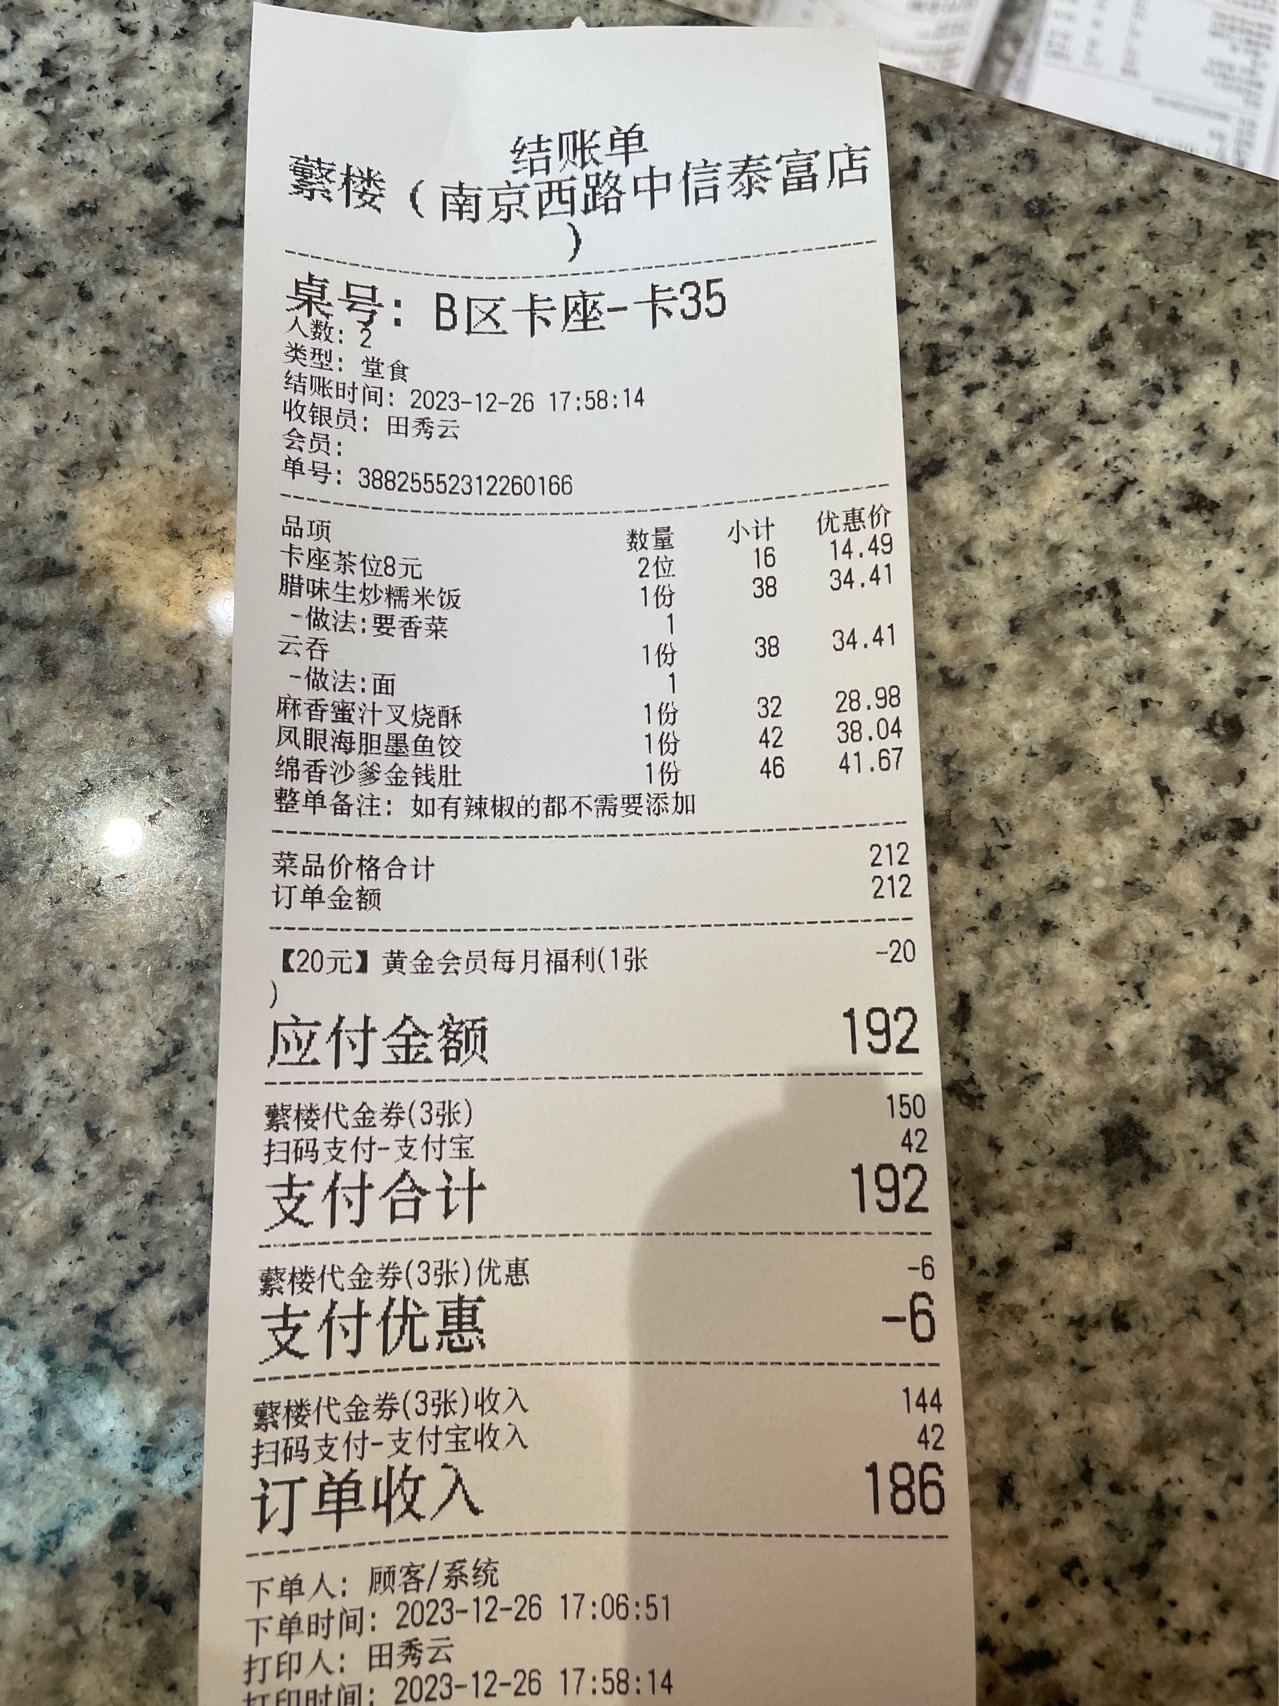 结账单
蘩楼（南京西路中信泰富店
）
桌号：B区卡座-卡35
人数：2
类型：堂食
结账时间：2023-12-26 17:58:14
收银员：田秀云
会员：
单号：388255552312260166
品项 数量 小计 优惠价
卡座茶位8元 2位 16 14.49
腊味生炒糯米饭 1份 38 34.41
-做法:要香菜 1
云吞 1份 38 34.41
-做法:面 1
麻香蜜汁叉烧酥 1份 32 28.98
凤眼海胆墨鱼饺 1份 42 38.04
绵香沙爹金钱肚 1份 46 41.67
整单备注：如有辣椒的都不需要添加
菜品价格合计 212
订单金额 212
【20元】黄金会员每月福利(1张 -20
)
应付金额 192
蘩楼代金券(3张) 150
扫码支付-支付宝 42
支付合计 192
蘩楼代金券(3张)优惠 -6
支付优惠 -6
蘩楼代金券(3张)收入 144
扫码支付-支付宝收入 42
订单收入 186
下单人：顾客/系统
下单时间：2023-12-26 17:06:51
打印人：田秀云
打印时间：2023-12-26 17:58:14